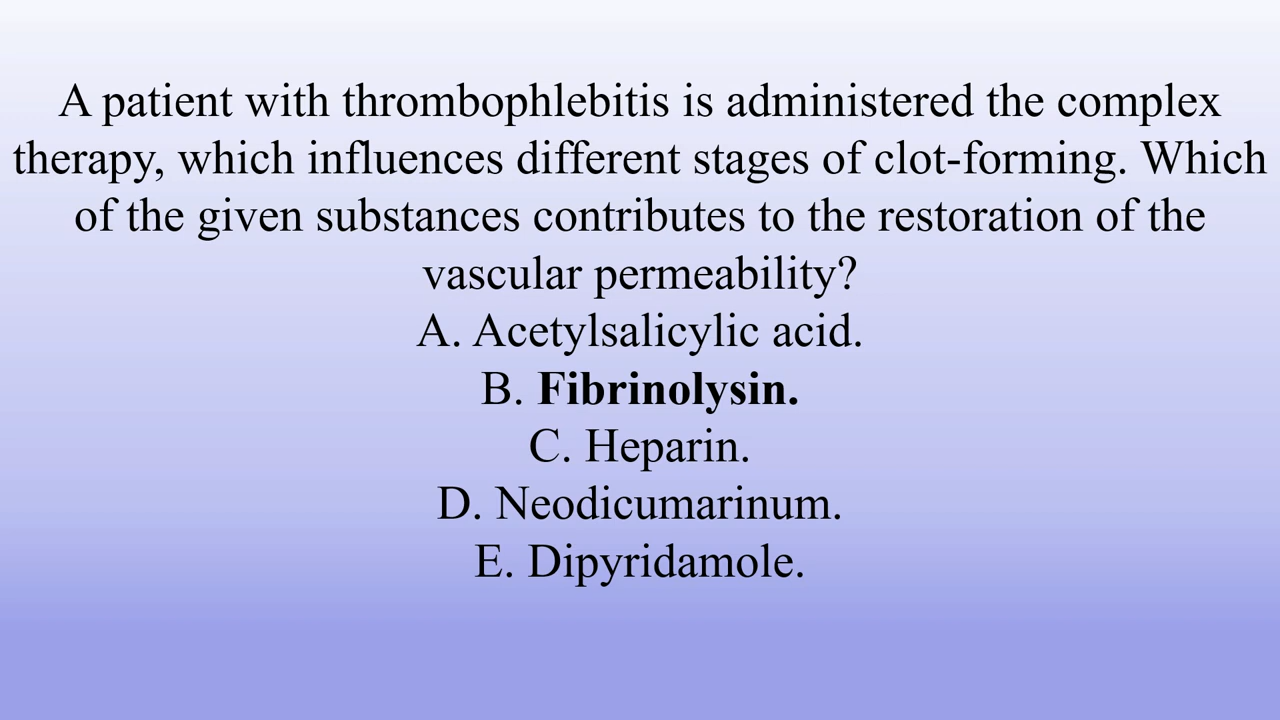 A patient with thrombophlebitis is administered the complex
therapy, which influences different stages of clot-forming. Which
of the given substances contributes to the restoration of the
vascular permeability?
A. Acetylsalicylic acid.
B. Fibrinolysin.
C. Heparin.
D. Neodicumarinum.
E. Dipyridamole.